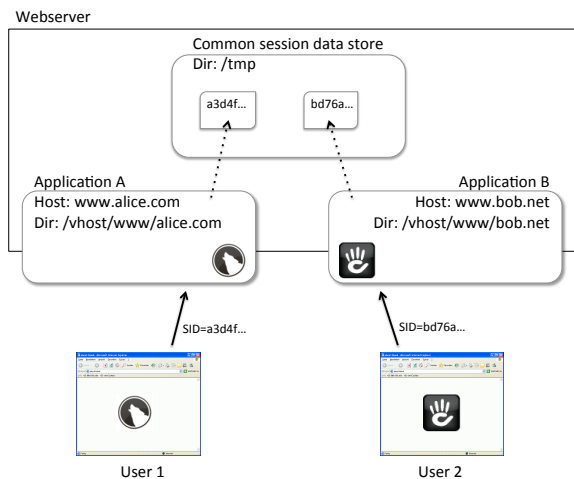 Webserver
Common session data store
Dir: /tmp
a3d4f...
bd76a...
Application A
Host: www.alice.com
Dir: /vhost/www/alice.com
Application B
Host: www.bob.net
Dir: /vhost/www/bob.net
SID=a3d4f...
SID=bd76a...
User 1
User 2